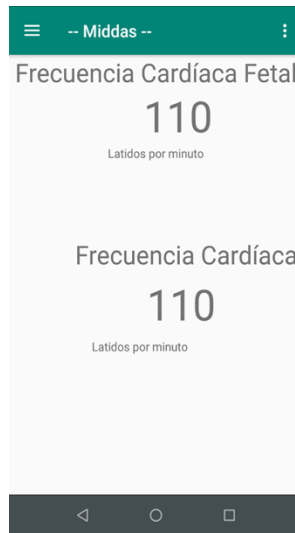 -- Middas --
Frecuencia Cardíaca Fetal
110
Latidos por minuto
Frecuencia Cardíaca
110
Latidos por minuto